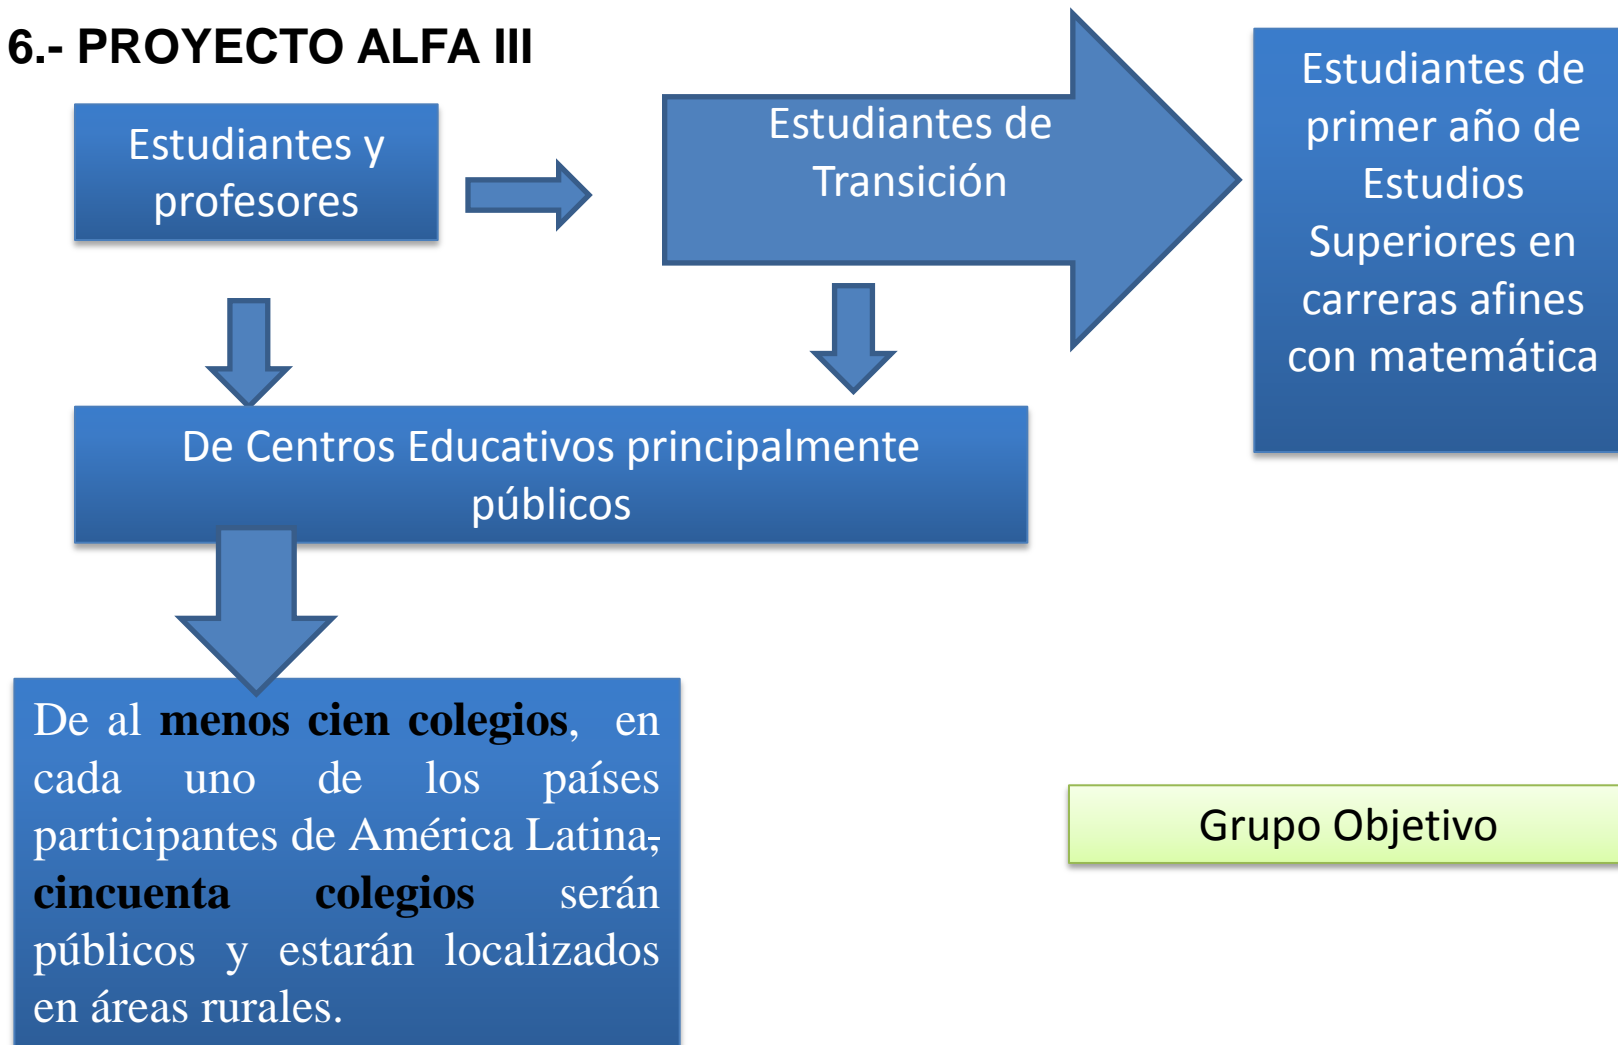 6.- PROYECTO ALFA III
Estudiantes y
profesores
Estudiantes de
Transición
Estudiantes de
primer año de
Estudios
Superiores en
carreras afines
con matemática
De Centros Educativos principalmente
públicos
De al menos cien colegios, en
cada uno de los países
participantes de América Latina,
cincuenta colegios serán
públicos y estarán localizados
en áreas rurales.
Grupo Objetivo